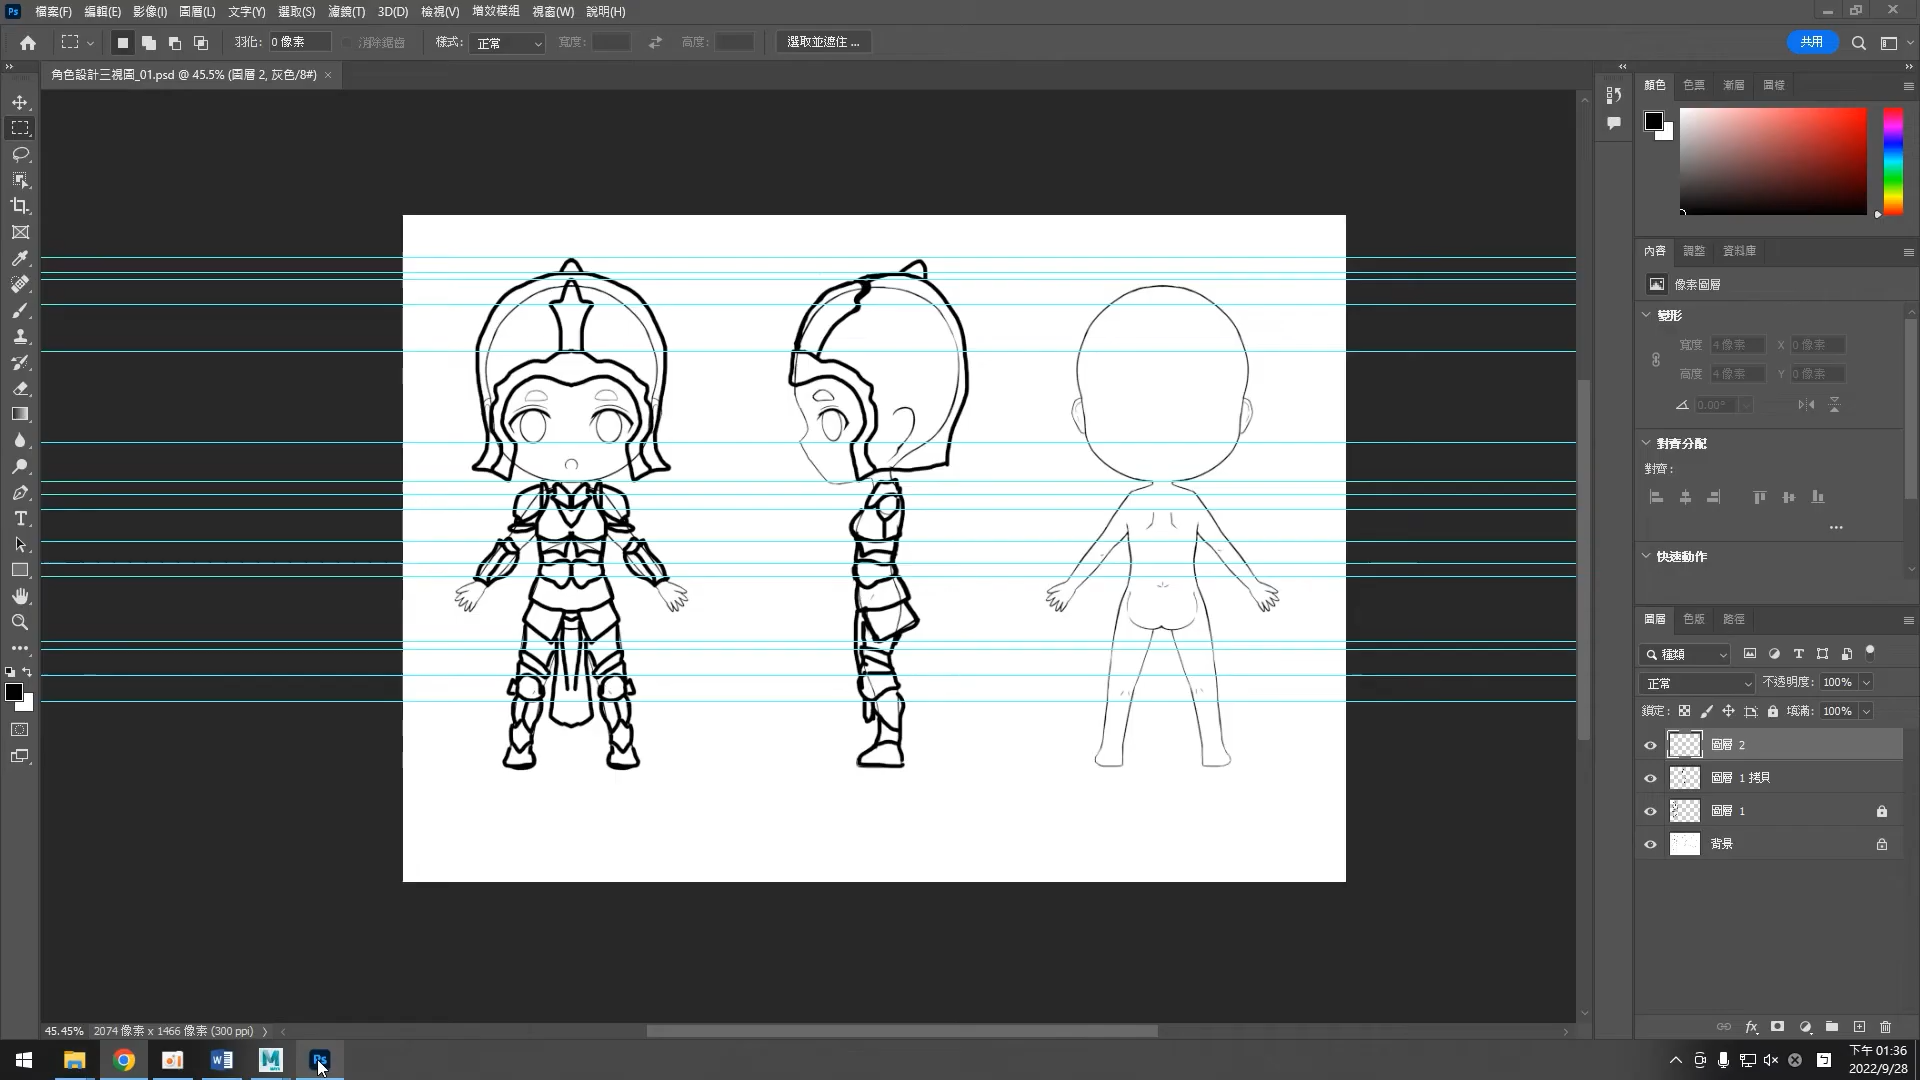 Ps 檔案(F) 編輯(E) 影像(I) 圖層(L) 文字(Y) 選取(S) 濾鏡(T) 3D(D) 檢視(V) 增效模組 視窗(W) 說明(H)
羽化: 0 像素 消除鋸齒 樣式: 正常 寬度: 高度: 選取並遮住 ... 共用
角色設計三視圖_01.psd @ 45.5% (圖層 2, 灰色/8#) ×
顏色 色票 漸層 圖樣
內容 調整 資料庫
像素圖層
變形
寬度 4 像素 X 0 像素
高度 4 像素 Y 0 像素
0.00°
對齊分配
對齊:
快速動作
圖層 色版 路徑
種類
正常 不透明度: 100%
鎖定: 填滿: 100%
圖層 2
圖層 1 拷貝
圖層 1
背景
fx
45.45% 2074 像素 x 1466 像素 (300 ppi)
下午 01:36
2022/9/28